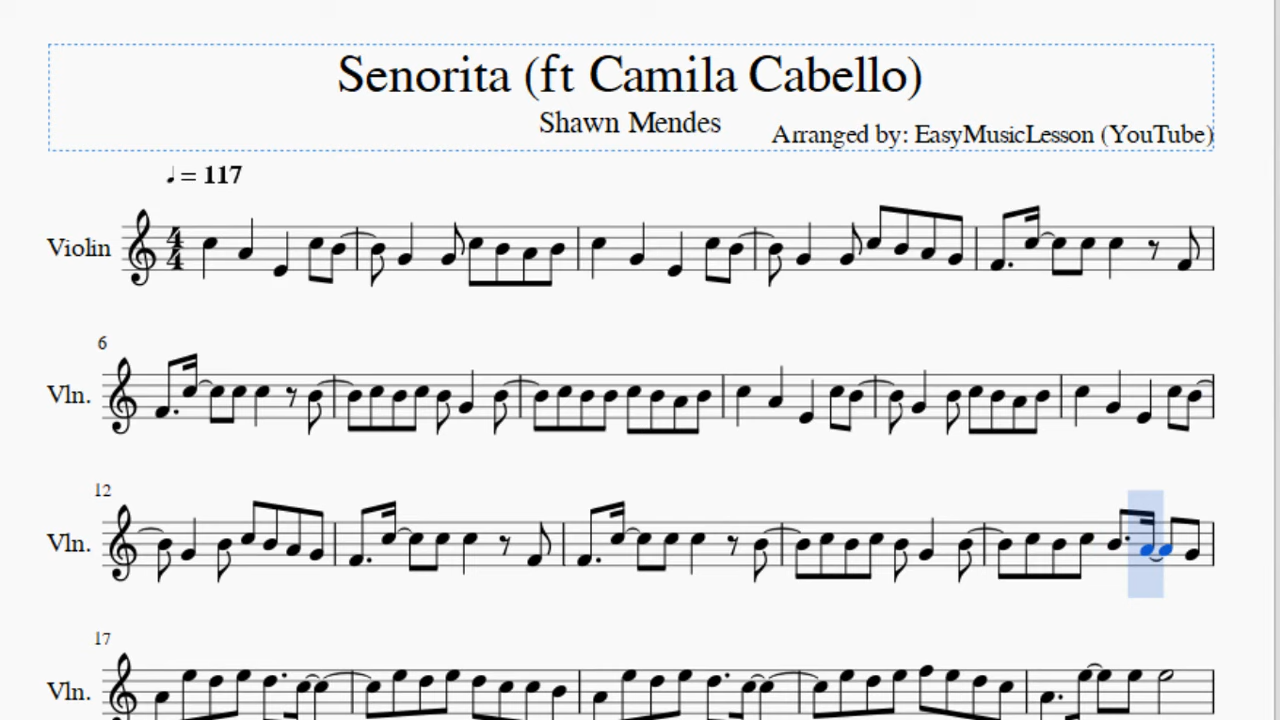 Senorita (ft Camila Cabello)
Shawn Mendes
Arranged by: EasyMusicLesson (YouTube)
♩ = 117
Violin
4
4
6
Vln.
12
Vln.
17
Vln.